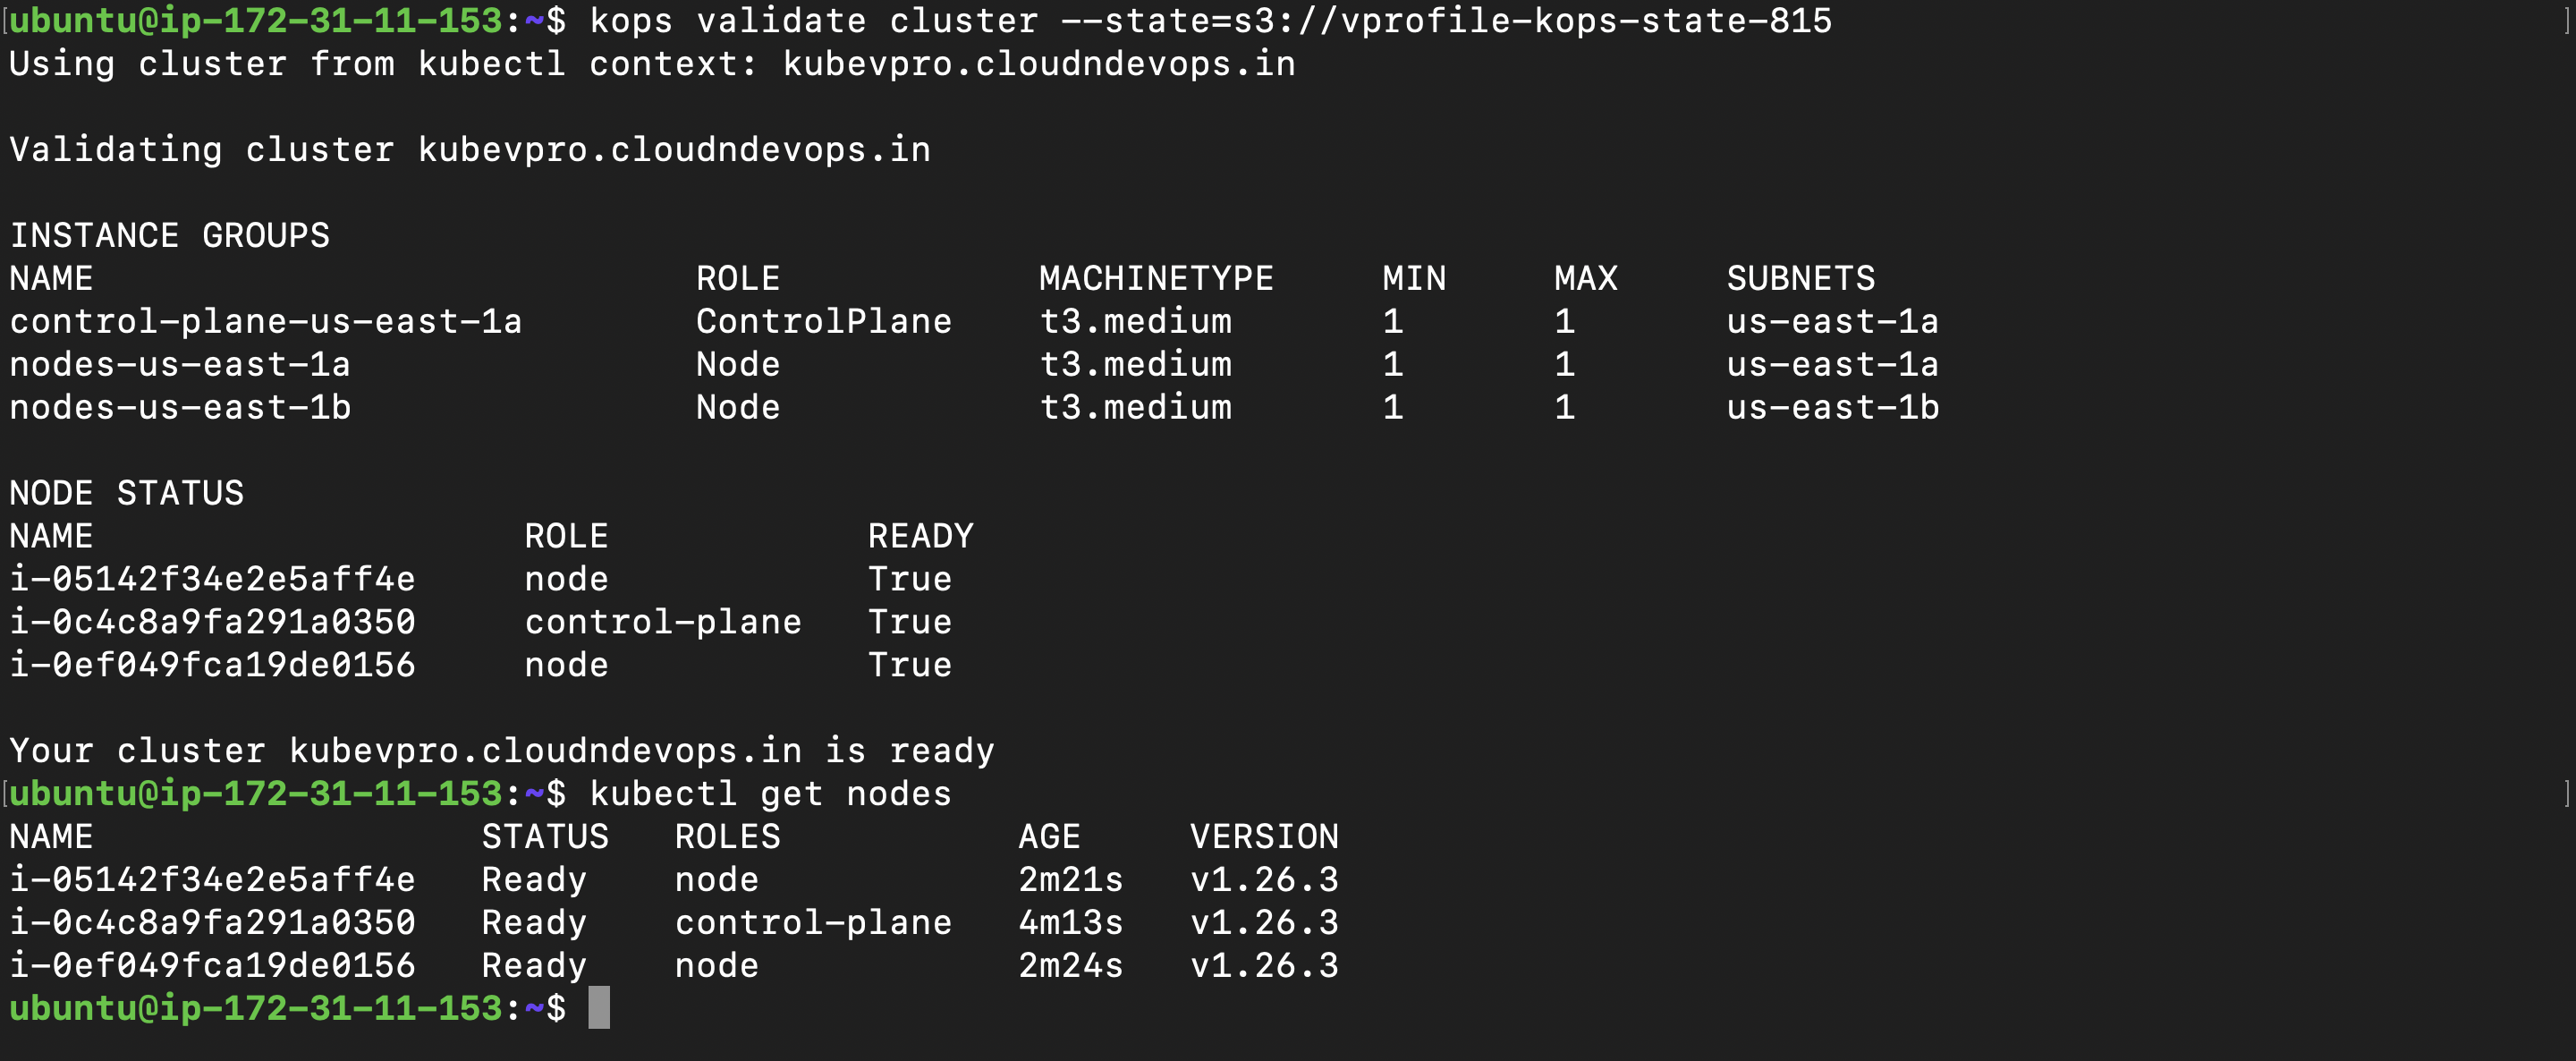 ubuntu@ip-172-31-11-153:~$ kops validate cluster --state=s3://vprofile-kops-state-815
Using cluster from kubectl context: kubevpro.cloudndevops.in
Validating cluster kubevpro.cloudndevops.in
INSTANCE GROUPS
NAME ROLE MACHINETYPE MIN MAX SUBNETS
control-plane-us-east-1a ControlPlane t3.medium 1 1 us-east-1a
nodes-us-east-1a Node t3.medium 1 1 us-east-1a
nodes-us-east-1b Node t3.medium 1 1 us-east-1b
NODE STATUS
NAME ROLE READY
i-05142f34e2e5aff4e node True
i-0c4c8a9fa291a0350 control-plane True
i-0ef049fca19de0156 node True
Your cluster kubevpro.cloudndevops.in is ready
ubuntu@ip-172-31-11-153:~$ kubectl get nodes
NAME STATUS ROLES AGE VERSION
i-05142f34e2e5aff4e Ready node 2m21s v1.26.3
i-0c4c8a9fa291a0350 Ready control-plane 4m13s v1.26.3
i-0ef049fca19de0156 Ready node 2m24s v1.26.3
ubuntu@ip-172-31-11-153:~$